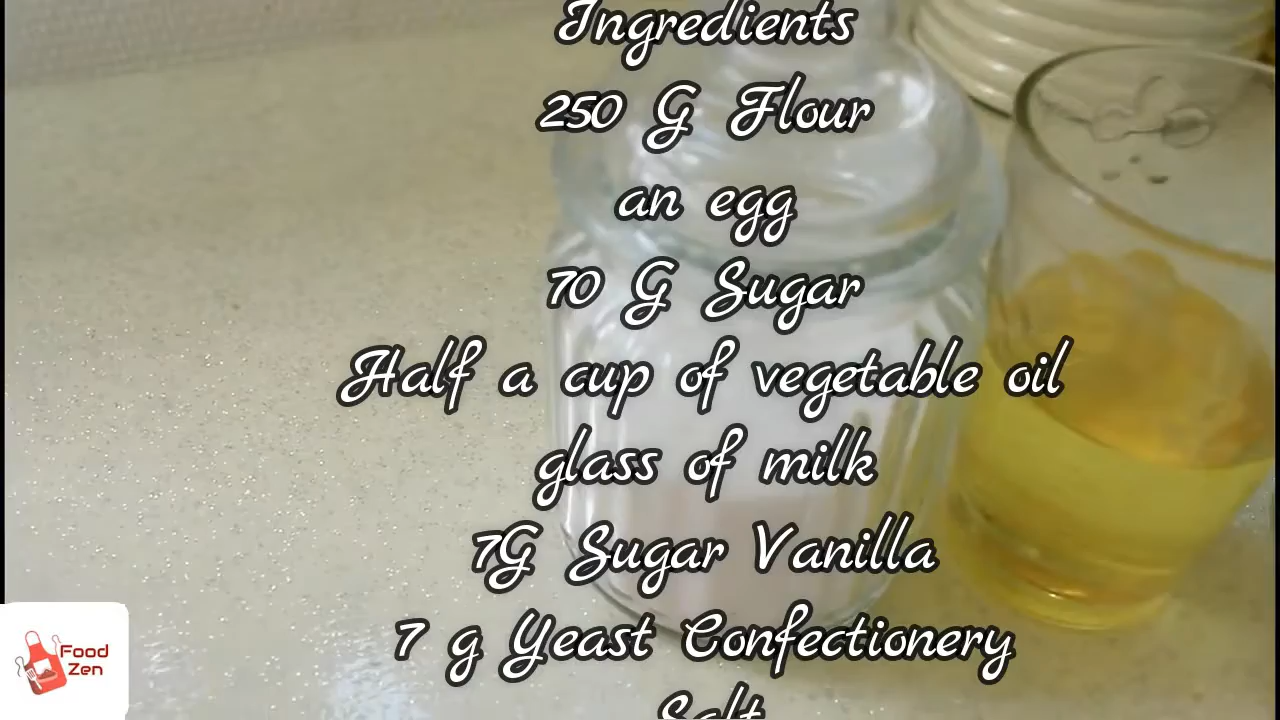 Ingredients
250 G Flour
an egg
70 G Sugar
Half a cup of vegetable oil
glass of milk
7G Sugar Vanilla
7 g Yeast Confectionery
Salt
Food
Zen